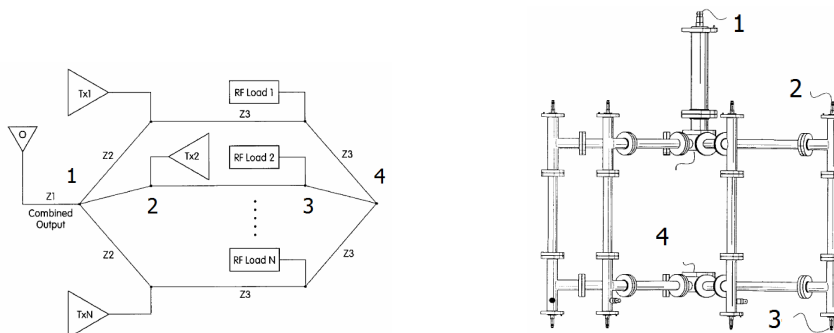 Tx1
RF Load 1
Z3
O
Z2
Z3
Tx2
RF Load 2
1
4
Z1
Combined
Output
2
3
Z2
RF Load N
Z3
Z3
TxN
1
2
4
3